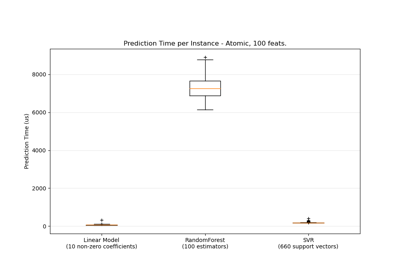 Prediction Time per Instance - Atomic, 100 feats.
Prediction Time (us)
8000
6000
4000
2000
0
Linear Model
(10 non-zero coefficients)
RandomForest
(100 estimators)
SVR
(660 support vectors)